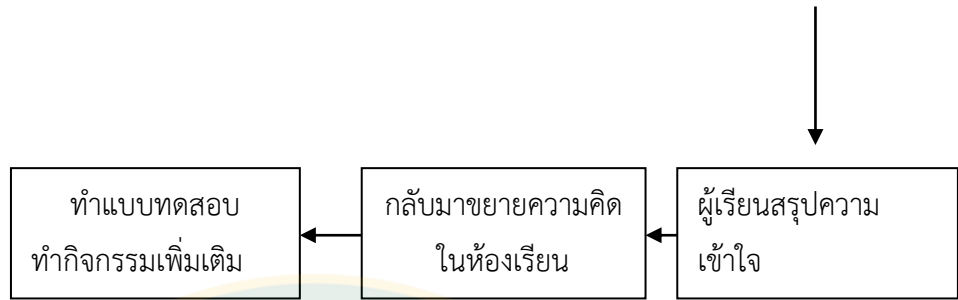 ทำแบบทดสอบ
ทำกิจกรรมเพิ่มเติม
กลับมาขยายความคิด
ในห้องเรียน
ผู้เรียนสรุปความ
เข้าใจ